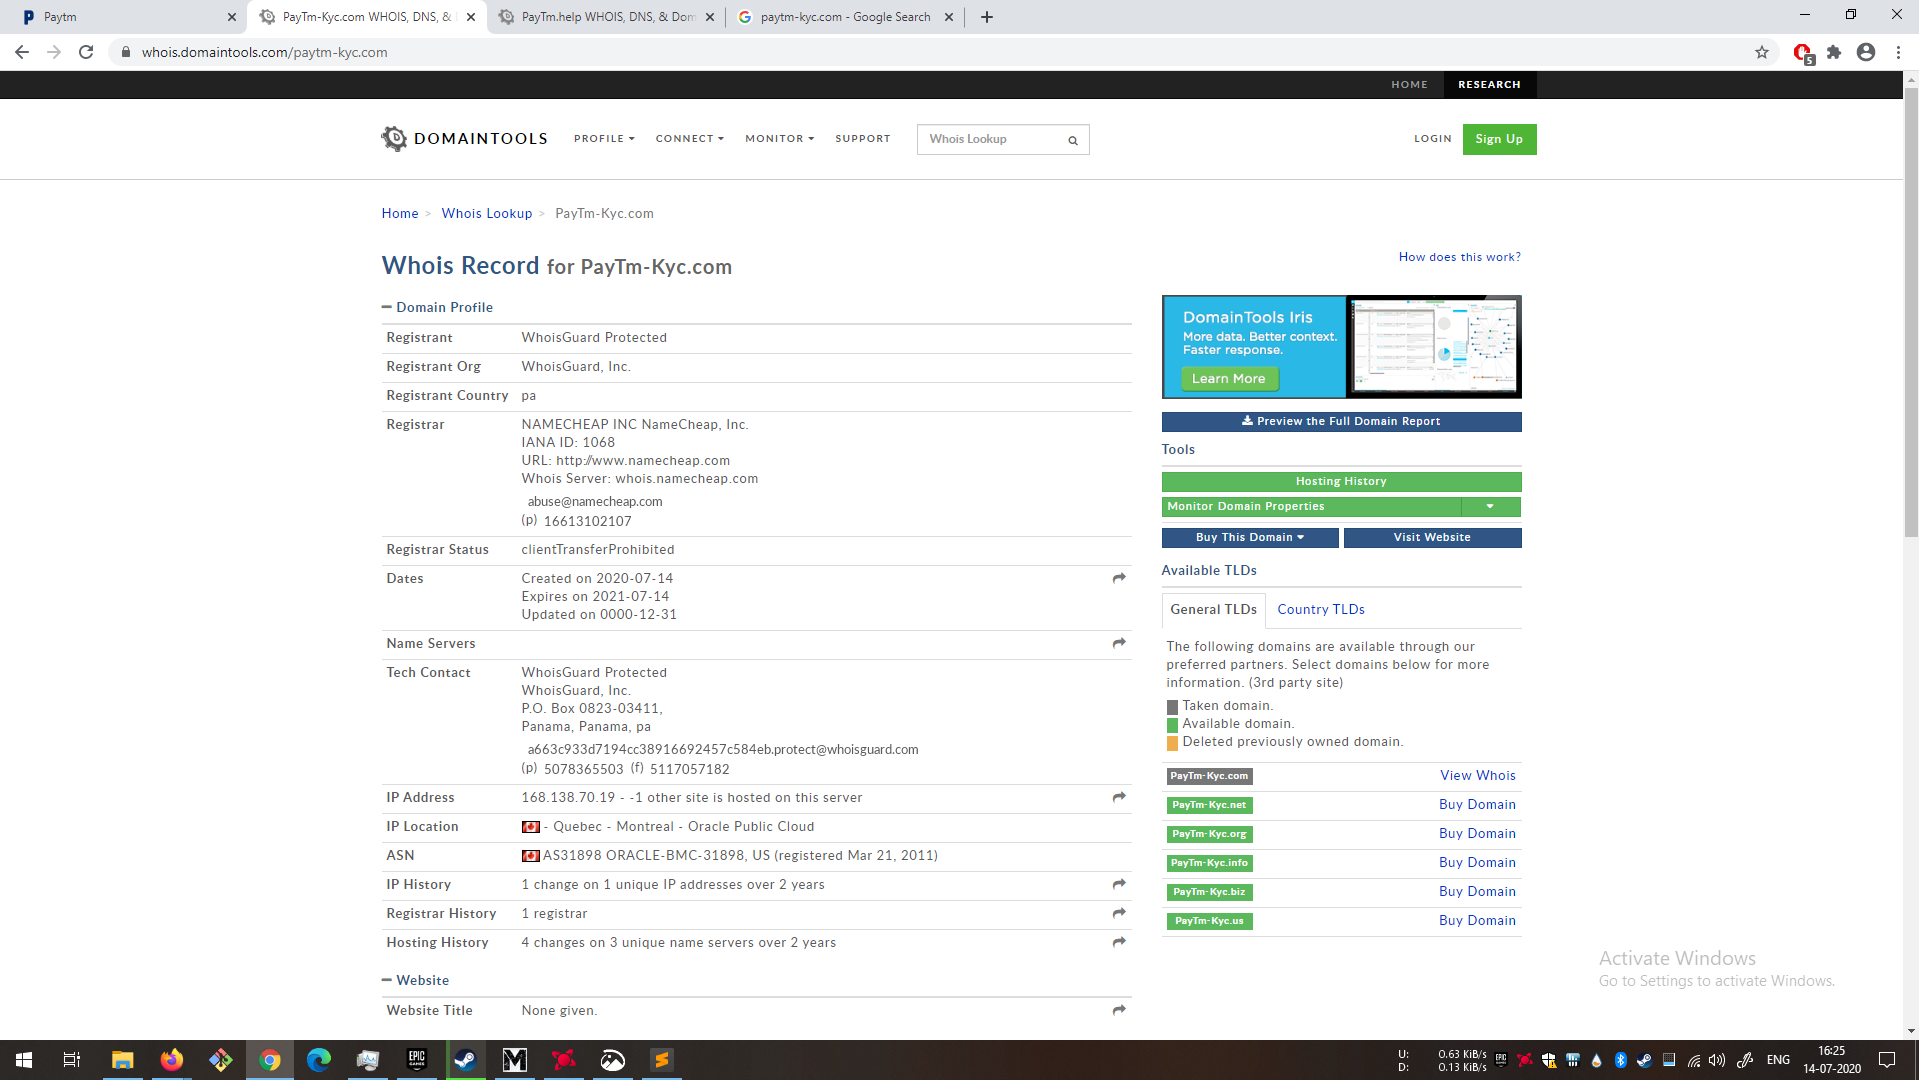 Paytm
PayTm-Kyc.com WHOIS, DNS, &
PayTm.help WHOIS, DNS, & Dom
paytm-kyc.com - Google Search
whois.domaintools.com/paytm-kyc.com
5
HOME
RESEARCH
DOMAINTOOLS
PROFILE
CONNECT
MONITOR
SUPPORT
Whois Lookup
LOGIN
Sign Up
Home > Whois Lookup > PayTm-Kyc.com
Whois Record for PayTm-Kyc.com
How does this work?
Domain Profile
Registrant WhoisGuard Protected
Registrant Org WhoisGuard, Inc.
Registrant Country pa
Registrar NAMECHEAP INC NameCheap, Inc.
IANA ID: 1068
URL: http://www.namecheap.com
Whois Server: whois.namecheap.com
abuse@namecheap.com
(p) 16613102107
Registrar Status clientTransferProhibited
Dates Created on 2020-07-14
Expires on 2021-07-14
Updated on 0000-12-31
Name Servers
Tech Contact WhoisGuard Protected
WhoisGuard, Inc.
P.O. Box 0823-03411,
Panama, Panama, pa
a663c933d7194cc38916692457c584eb.protect@whoisguard.com
(p) 5078365503 (f) 5117057182
IP Address 168.138.70.19 - -1 other site is hosted on this server
IP Location - Quebec - Montreal - Oracle Public Cloud
ASN AS31898 ORACLE-BMC-31898, US (registered Mar 21, 2011)
IP History 1 change on 1 unique IP addresses over 2 years
Registrar History 1 registrar
Hosting History 4 changes on 3 unique name servers over 2 years
Website
Website Title None given.
DomainTools Iris
More data. Better context.
Faster response.
Learn More
Preview the Full Domain Report
Tools
Hosting History
Monitor Domain Properties
Buy This Domain
Visit Website
Available TLDs
General TLDs
Country TLDs
The following domains are available through our
preferred partners. Select domains below for more
information. (3rd party site)
Taken domain.
Available domain.
Deleted previously owned domain.
PayTm-Kyc.com View Whois
PayTm-Kyc.net Buy Domain
PayTm-Kyc.org Buy Domain
PayTm-Kyc.info Buy Domain
PayTm-Kyc.biz Buy Domain
PayTm-Kyc.us Buy Domain
Activate Windows
Go to Settings to activate Windows.
EPIC
U: 0.63 KiB/s
D: 0.13 KiB/s
ENG
16:25
14-07-2020